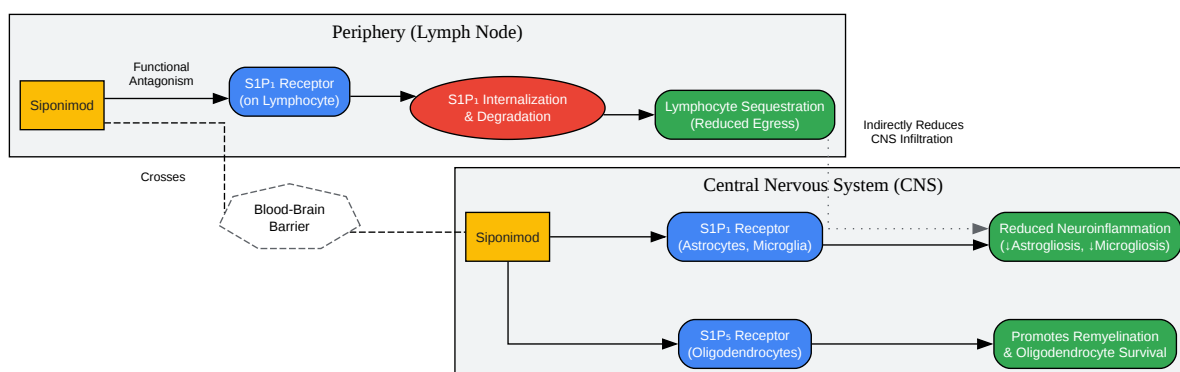 Periphery (Lymph Node)
Functional
Antagonism
Siponimod
S1P₁ Receptor
(on Lymphocyte)
S1P₁ Internalization
& Degradation
Lymphocyte Sequestration
(Reduced Egress)
Indirectly Reduces
CNS Infiltration
Crosses
Blood-Brain
Barrier
Central Nervous System (CNS)
Siponimod
S1P₁ Receptor
(Astrocytes, Microglia)
Reduced Neuroinflammation
(↓Astrogliosis, ↓Microgliosis)
S1P₅ Receptor
(Oligodendrocytes)
Promotes Remyelination
& Oligodendrocyte Survival